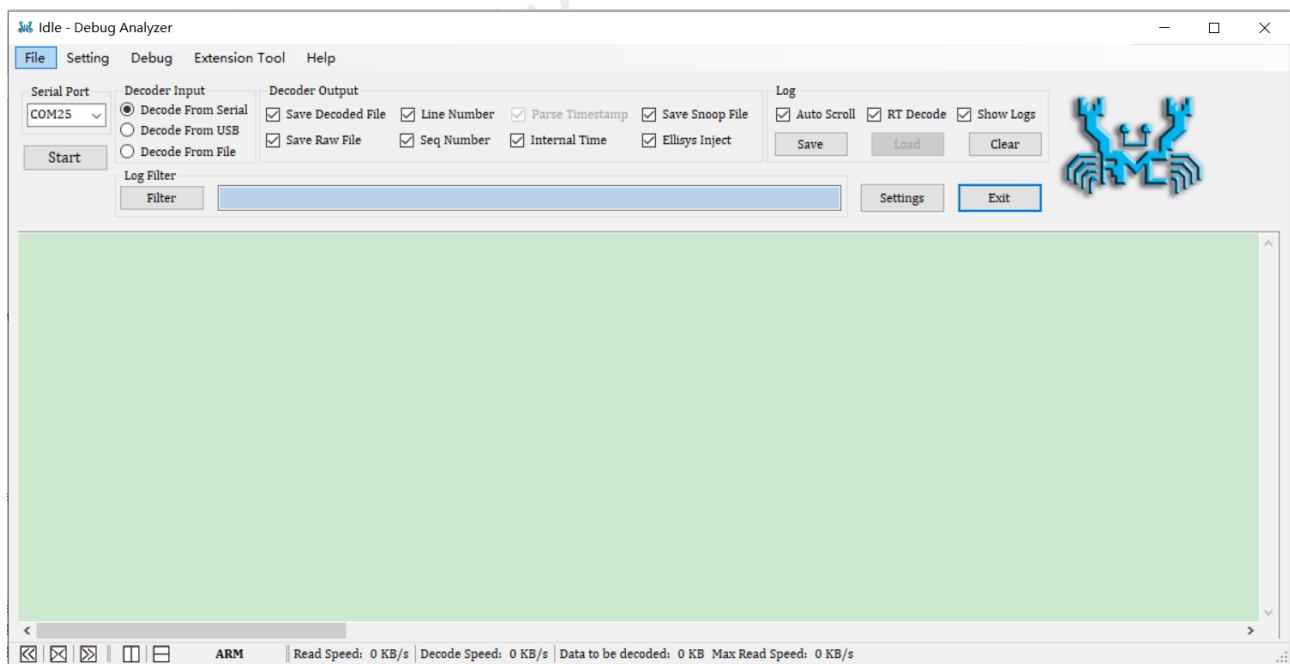 Idle - Debug Analyzer
File Setting Debug Extension Tool Help
Serial Port Decoder Input Decoder Output Log
COM25 Decode From Serial Save Decoded File Line Number Parse Timestamp Save Snoop File Auto Scroll RT Decode Show Logs
Decode From USB
Save Raw File Seq Number Internal Time Ellisys Inject Save Load Clear
Start Decode From File
Log Filter
Filter Settings Exit
ARM Read Speed: 0 KB/s Decode Speed: 0 KB/s Data to be decoded: 0 KB Max Read Speed: 0 KB/s